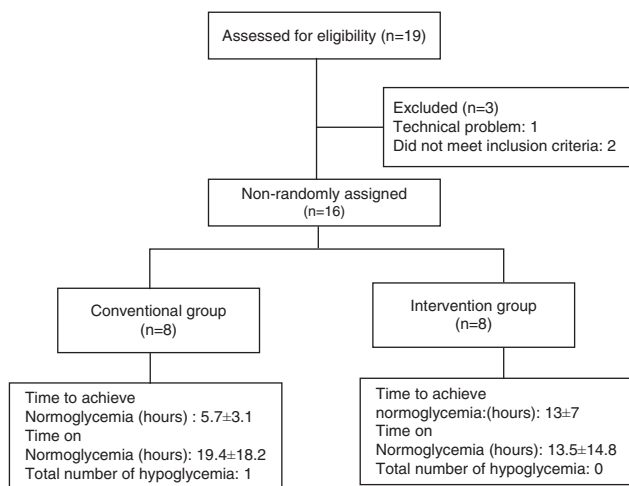 Assessed for eligibility (n=19)
Excluded (n=3)
Technical problem: 1
Did not meet inclusion criteria: 2
Non-randomly assigned
(n=16)
Conventional group
(n=8)
Intervention group
(n=8)
Time to achieve
Normoglycemia (hours) : 5.7±3.1
Time on
Normoglycemia (hours): 19.4±18.2
Total number of hypoglycemia: 1
Time to achieve
normoglycemia:(hours): 13±7
Time on
Normoglycemia (hours): 13.5±14.8
Total number of hypoglycemia: 0